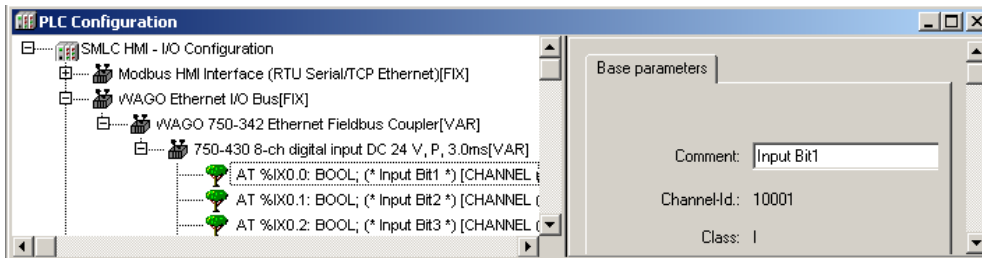 PLC Configuration
SMLC HMI - I/O Configuration
Modbus HMI Interface (RTU Serial/TCP Ethernet)[FIX]
WAGO Ethernet I/O Bus[FIX]
WAGO 750-342 Ethernet Fieldbus Coupler[VAR]
750-430 8-ch digital input DC 24 V, P, 3.0ms[VAR]
AT %IX0.0: BOOL; (* Input Bit1 *) [CHANNEL
AT %IX0.1: BOOL; (* Input Bit2 *) [CHANNEL (
AT %IX0.2: BOOL; (* Input Bit3 *) [CHANNEL (
Base parameters
Comment: Input Bit1
Channel-Id.: 10001
Class: I